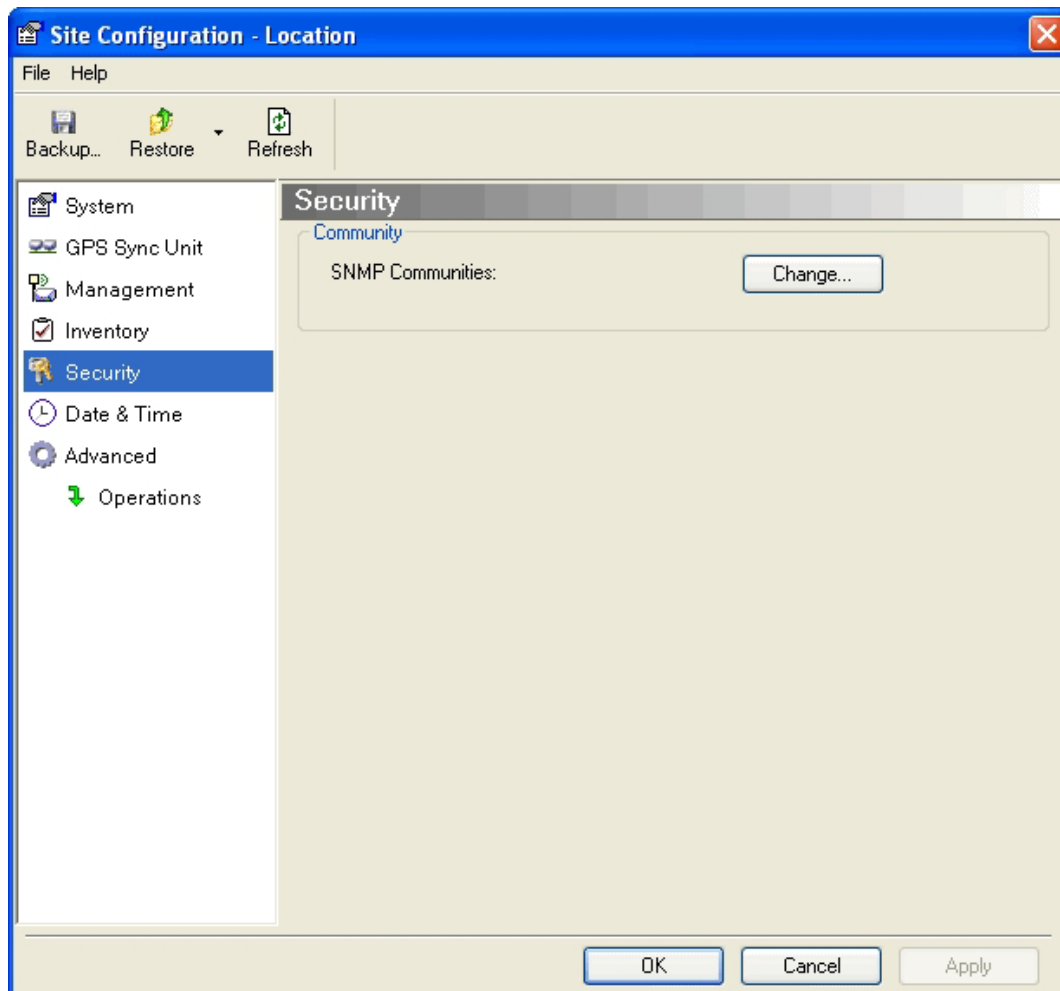 Site Configuration - Location
File Help
Backup... Restore Refresh
System
GPS Sync Unit
Management
Inventory
Security
Date & Time
Advanced
Operations
Security
Community
SNMP Communities: Change...
OK Cancel Apply